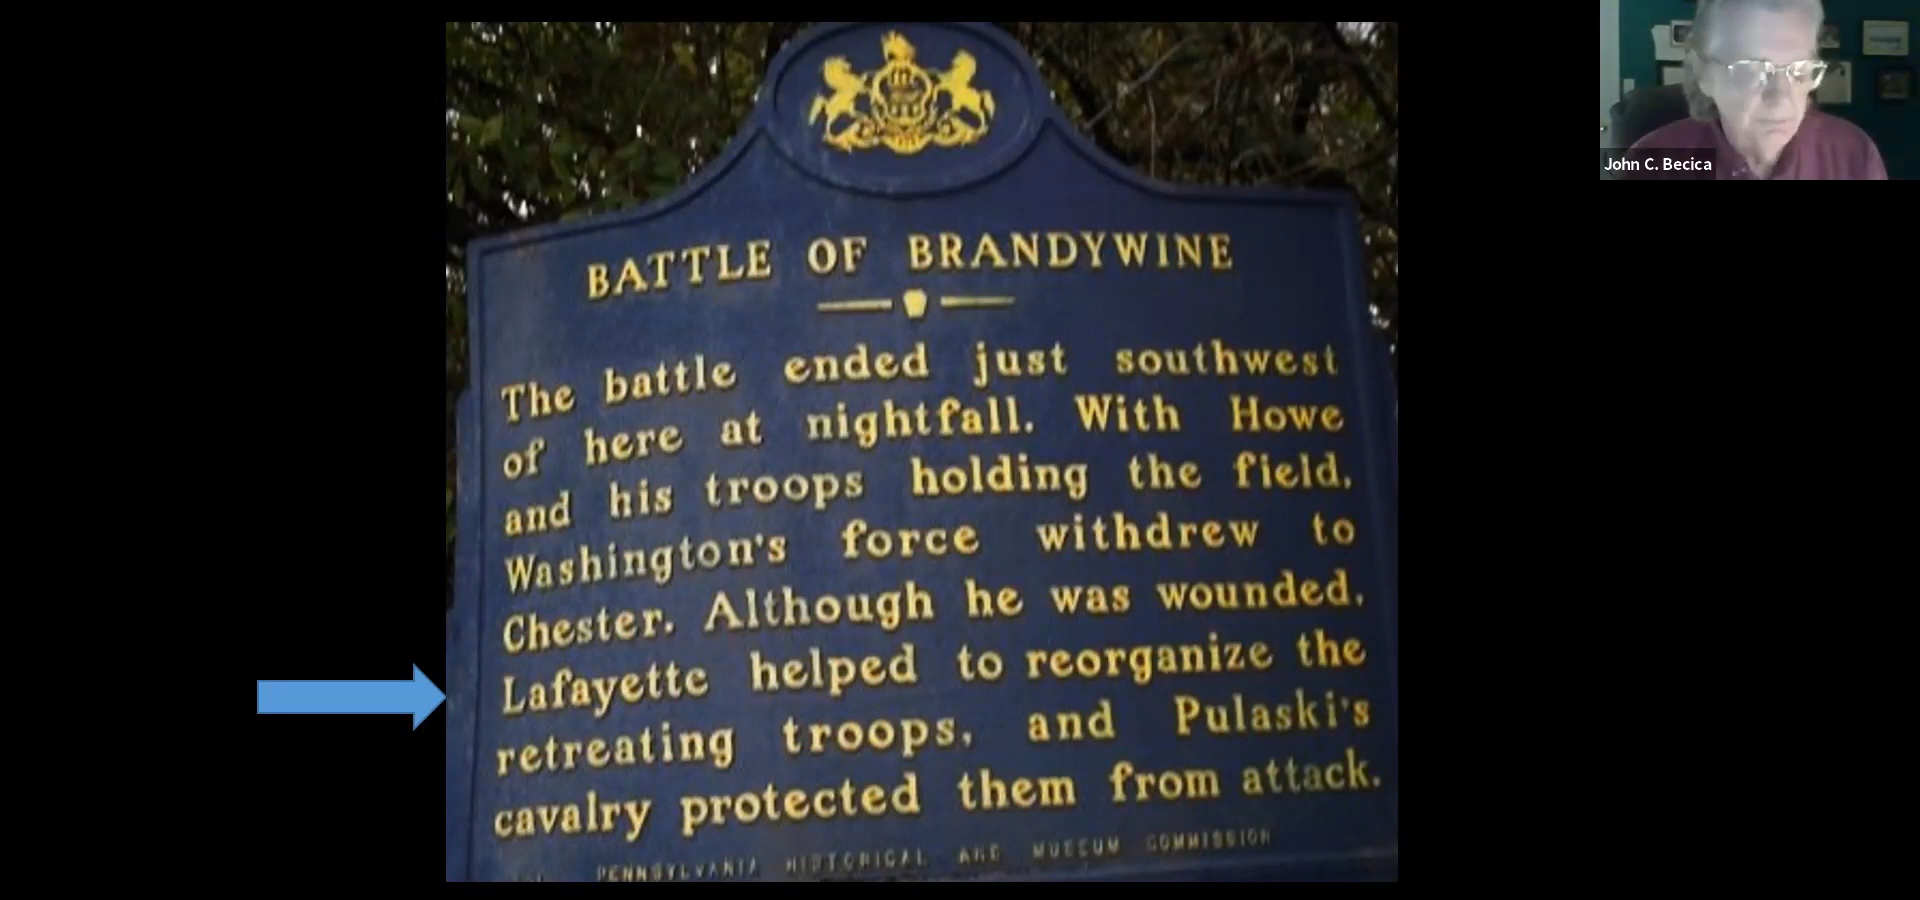 BATTLE OF BRANDYWINE
The battle ended just southwest
of here at nightfall. With Howe
and his troops holding the field,
Washington's force withdrew to
Chester. Although he was wounded,
Lafayette helped to reorganize the
retreating troops, and Pulaski's
cavalry protected them from attack.
PENNSYLVANIA HISTORICAL AND MUSEUM COMMISSION
John C. Becica